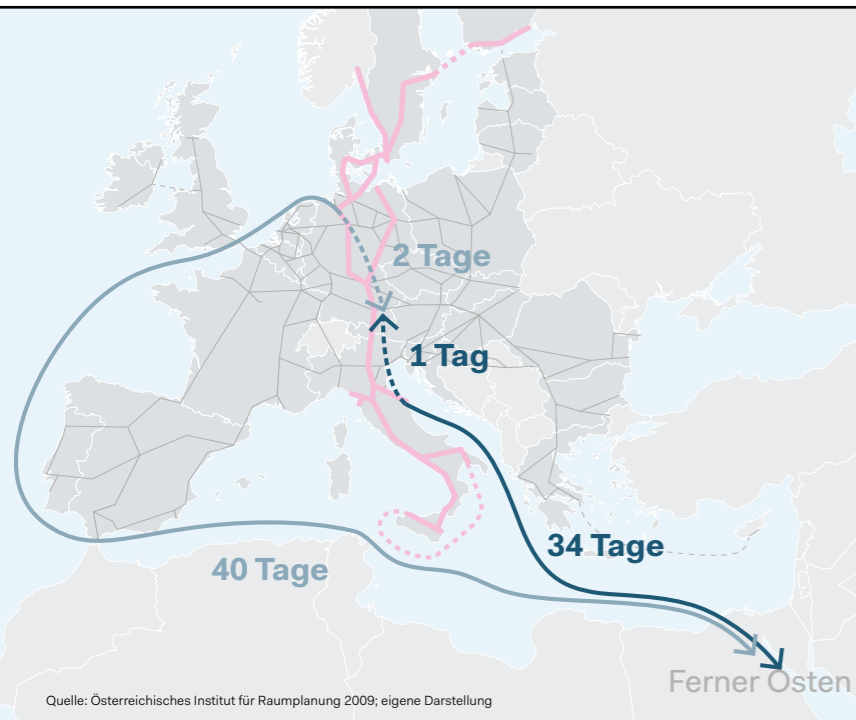 2 Tage
1 Tag
34 Tage
40 Tage
Ferner Osten
Quelle: Österreichisches Institut für Raumplanung 2009; eigene Darstellung